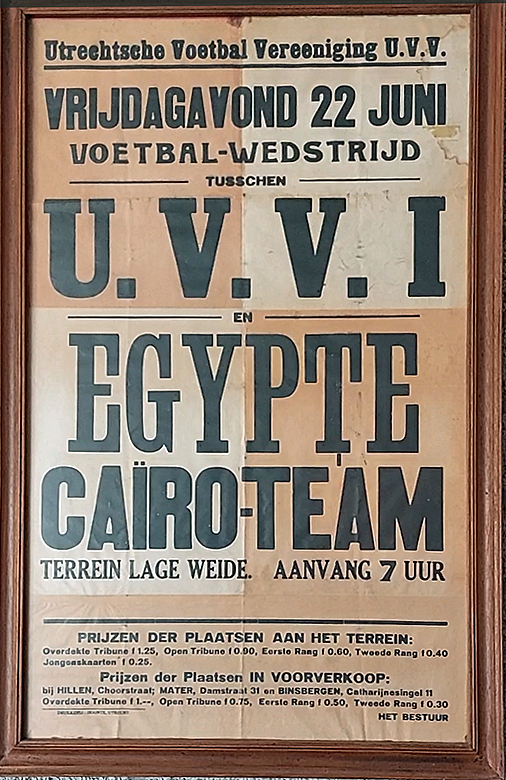 Utrechtsche Voetbal Vereeniging U.V.V.
VRIJDAGAVOND 22 JUNI
VOETBAL-WEDSTRIJD
TUSSCHEN
U.V.V. I
EN
EGYPTE
CAÏRO-TEAM
TERREIN LAGE WEIDE. AANVANG 7 UUR
PRIJZEN DER PLAATSEN AAN HET TERREIN:
Overdekte Tribune f 1.25, Open Tribune f 0.90, Eerste Rang f 0.60, Tweede Rang f 0.40
Jongenskaarten f 0.25.
Prijzen der Plaatsen IN VOORVERKOOP:
bij HILLEN, Choorstraat; MATER, Damstraat 31 en BINSBERGEN, Catharijnesingel 11
Overdekte Tribune f 1.--, Open Tribune f 0.75, Eerste Rang f 0.50, Tweede Rang f 0.30
HET BESTUUR